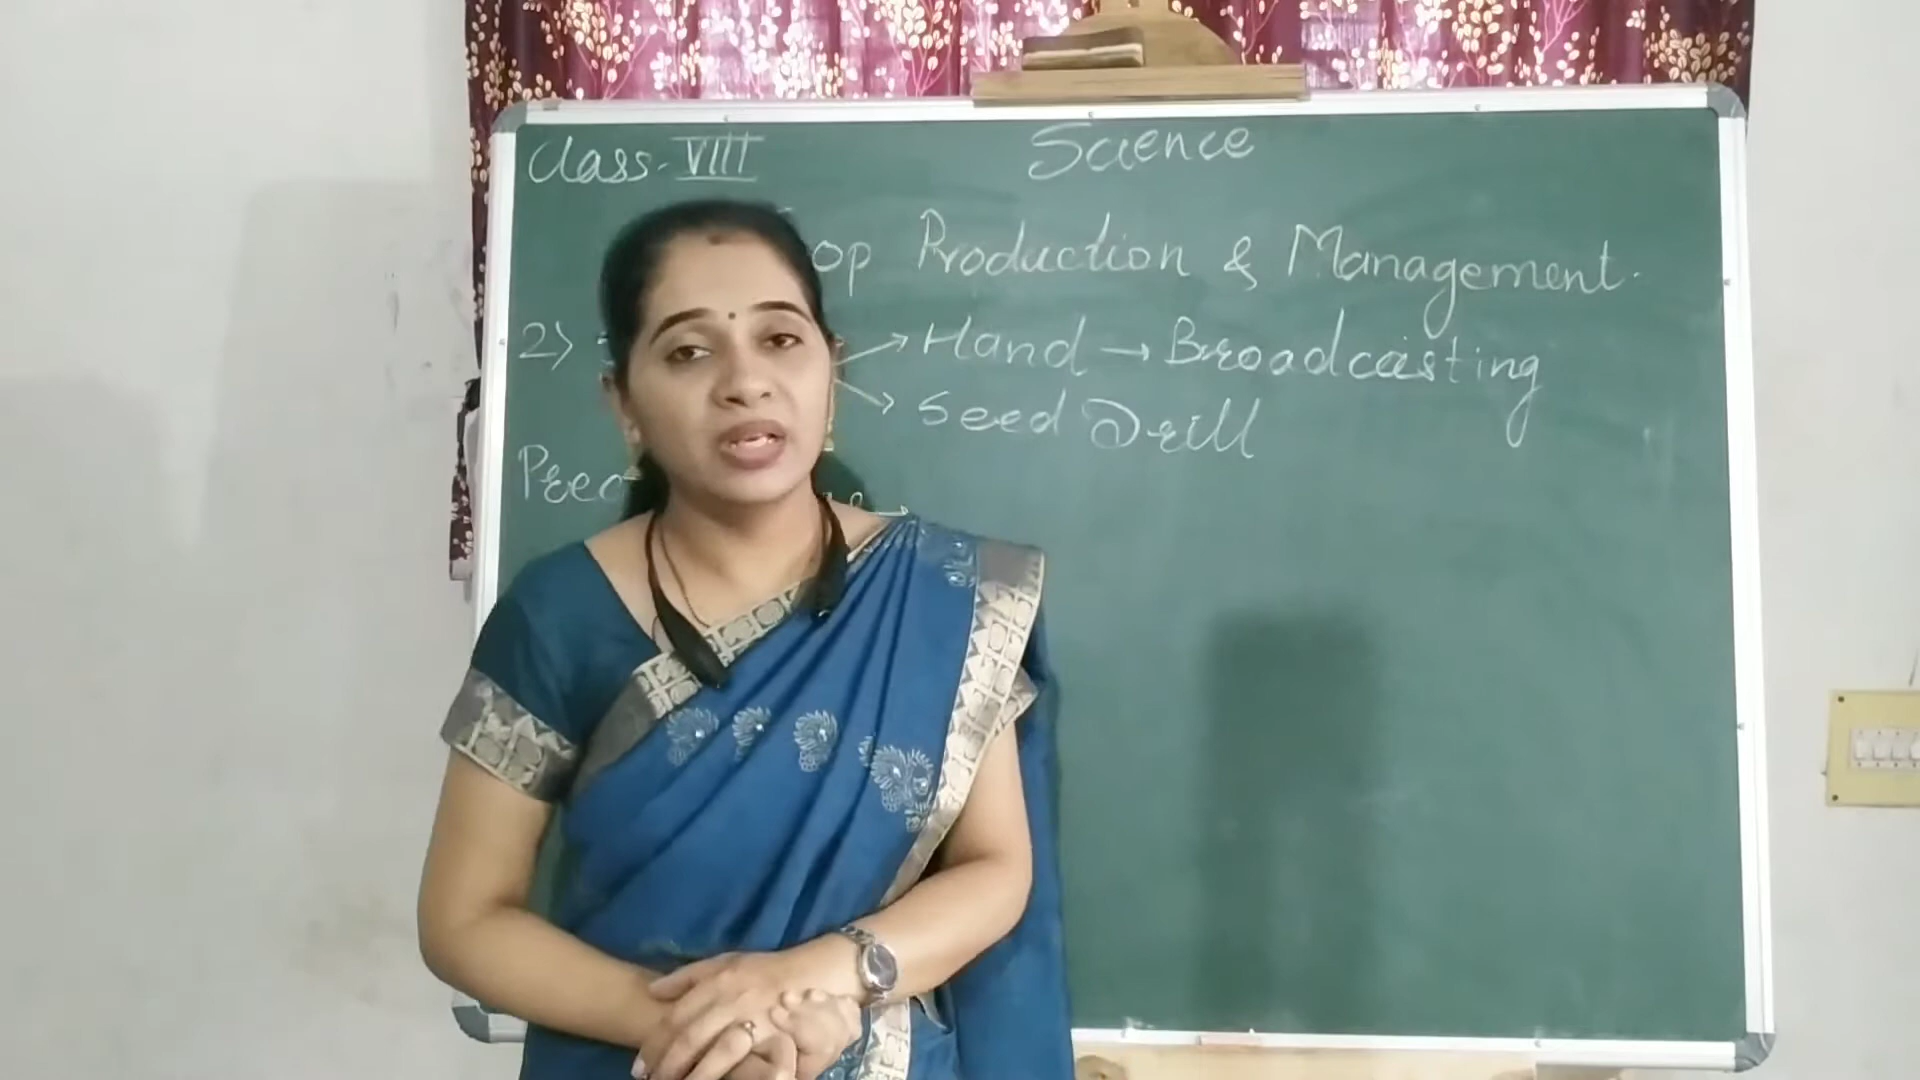 Class-VIII
Science
Production & Management.
2)
Hand → Broadcasting
Seed Drill